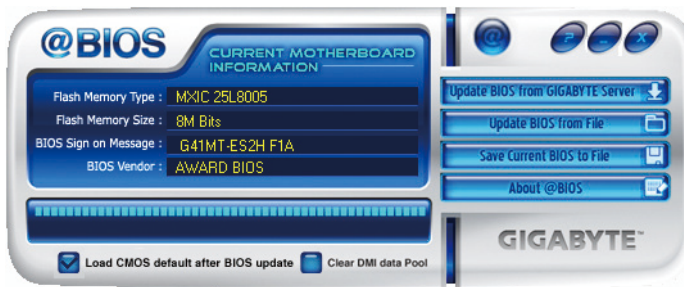 @BIOS
CURRENT MOTHERBOARD
INFORMATION
Flash Memory Type : MXIC 25L8005
Flash Memory Size : 8M Bits
BIOS Sign on Message : G41MT-ES2H F1A
BIOS Vendor : AWARD BIOS
Load CMOS default after BIOS update Clear DMI data Pool
@ ? - X
Update BIOS from GIGABYTE Server
Update BIOS from File
Save Current BIOS to File
About @BIOS
GIGABYTE™